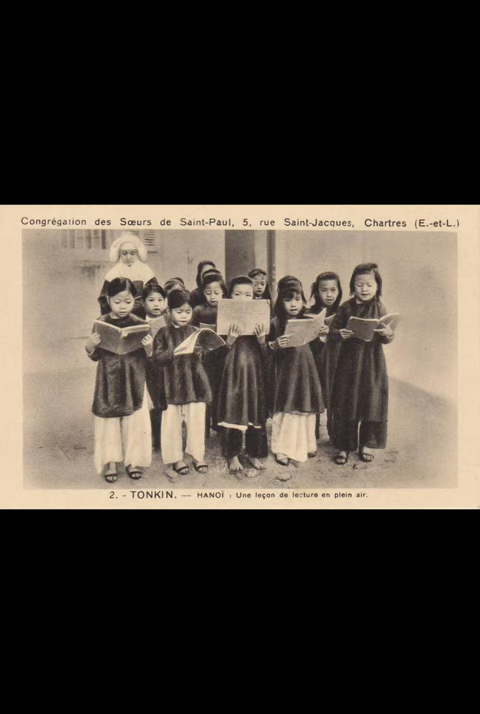 Congrégation des Sœurs de Saint-Paul, 5, rue Saint-Jacques, Chartres (E.-et-L.)
2. - TONKIN. — HANOÏ : Une leçon de lecture en plein air.